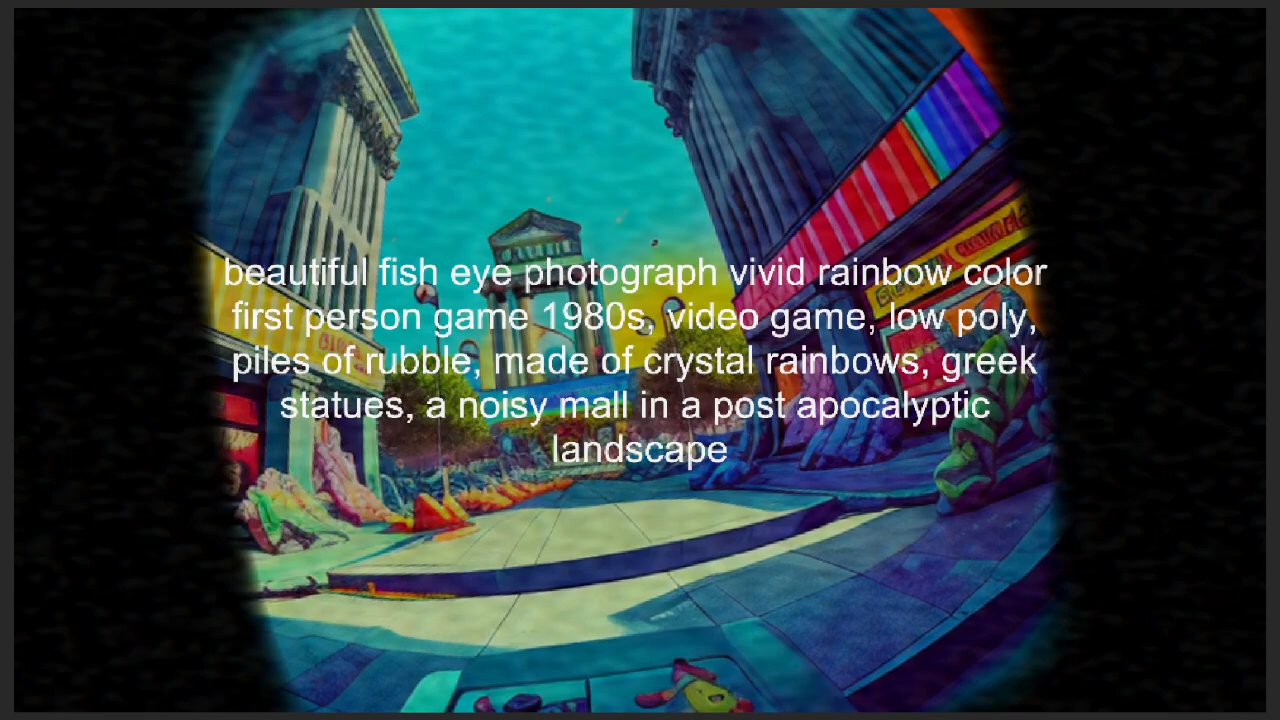 beautiful fish eye photograph vivid rainbow color
first person game 1980s, video game, low poly,
piles of rubble, made of crystal rainbows, greek
statues, a noisy mall in a post apocalyptic
landscape